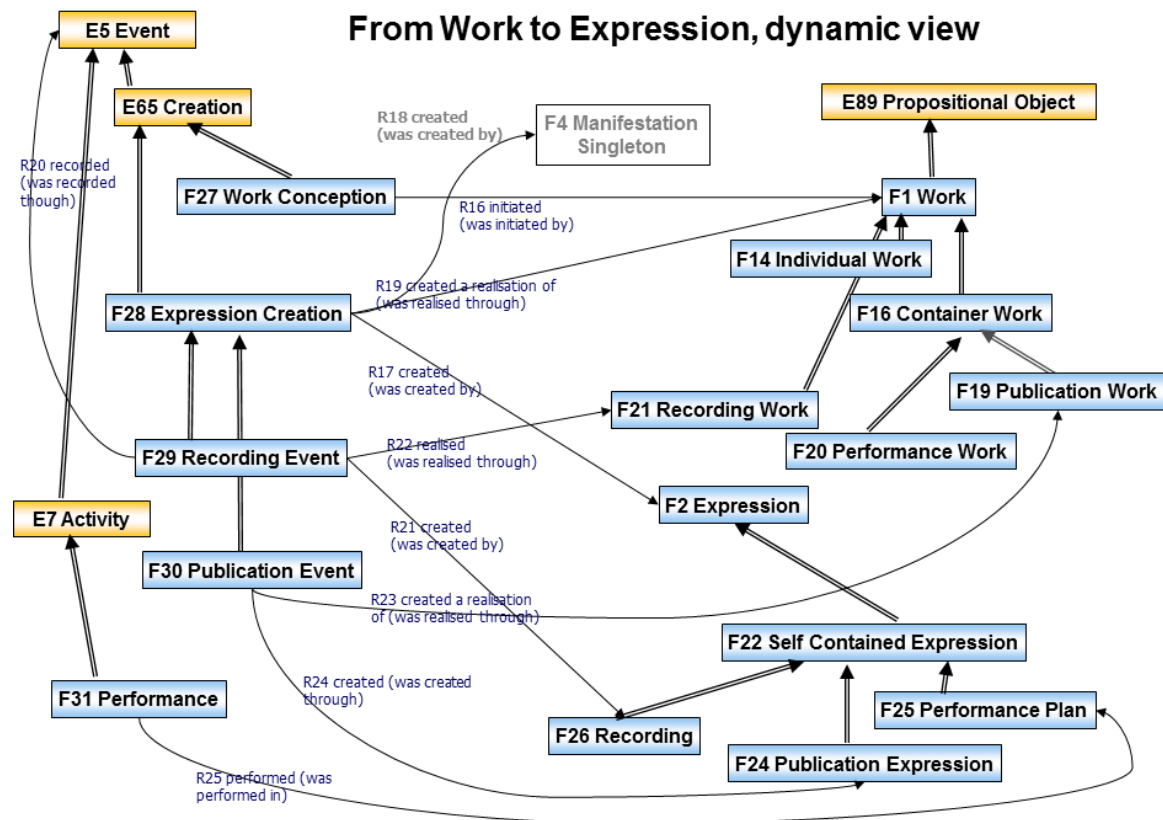 From Work to Expression, dynamic view
E5 Event
E65 Creation
E89 Propositional Object
R18 created
(was created by)
F4 Manifestation
Singleton
R20 recorded
(was recorded
though)
F27 Work Conception
F1 Work
R16 initiated
(was initiated by)
F14 Individual Work
R19 created a realisation of
(was realised through)
F28 Expression Creation
F16 Container Work
R17 created
(was created by)
F19 Publication Work
F21 Recording Work
R22 realised
(was realised through)
F20 Performance Work
F29 Recording Event
F2 Expression
E7 Activity
R21 created
(was created by)
F30 Publication Event
R23 created a realisation
of (was realised through)
F22 Self Contained Expression
R24 created (was created
through)
F31 Performance
F25 Performance Plan
F26 Recording
F24 Publication Expression
R25 performed (was
performed in)